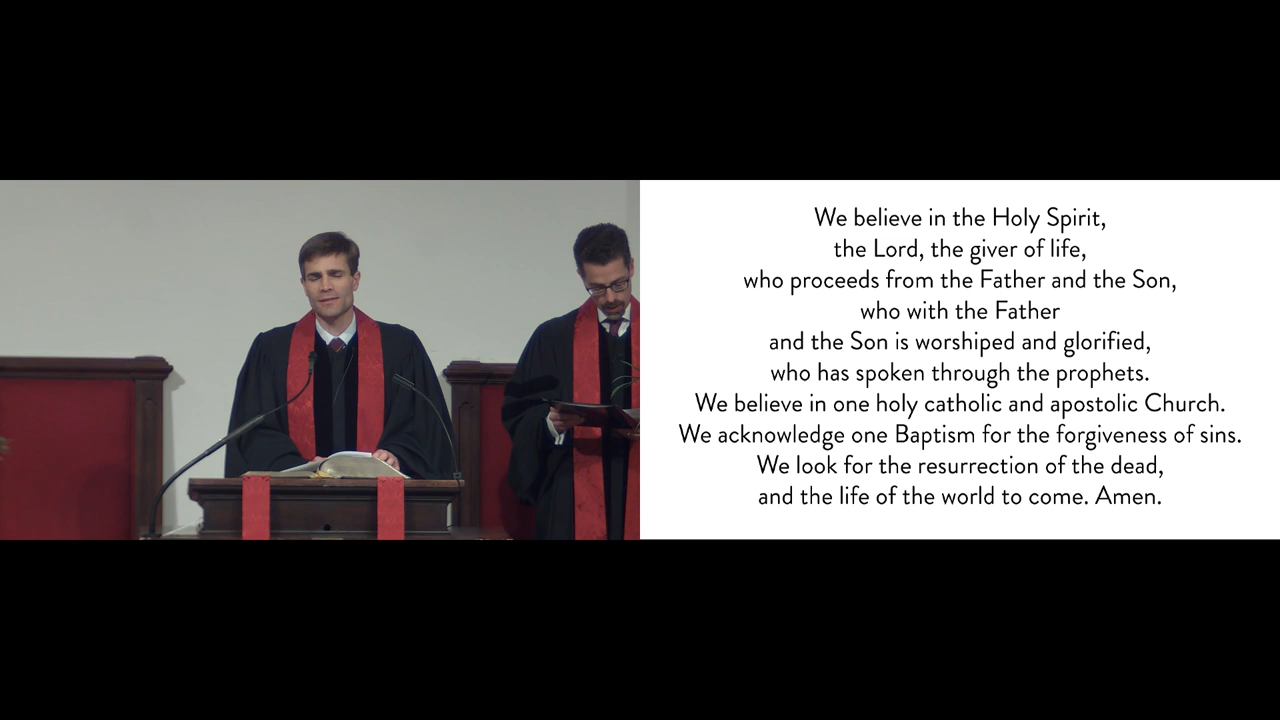 We believe in the Holy Spirit,
the Lord, the giver of life,
who proceeds from the Father and the Son,
who with the Father
and the Son is worshiped and glorified,
who has spoken through the prophets.
We believe in one holy catholic and apostolic Church.
We acknowledge one Baptism for the forgiveness of sins.
We look for the resurrection of the dead,
and the life of the world to come. Amen.